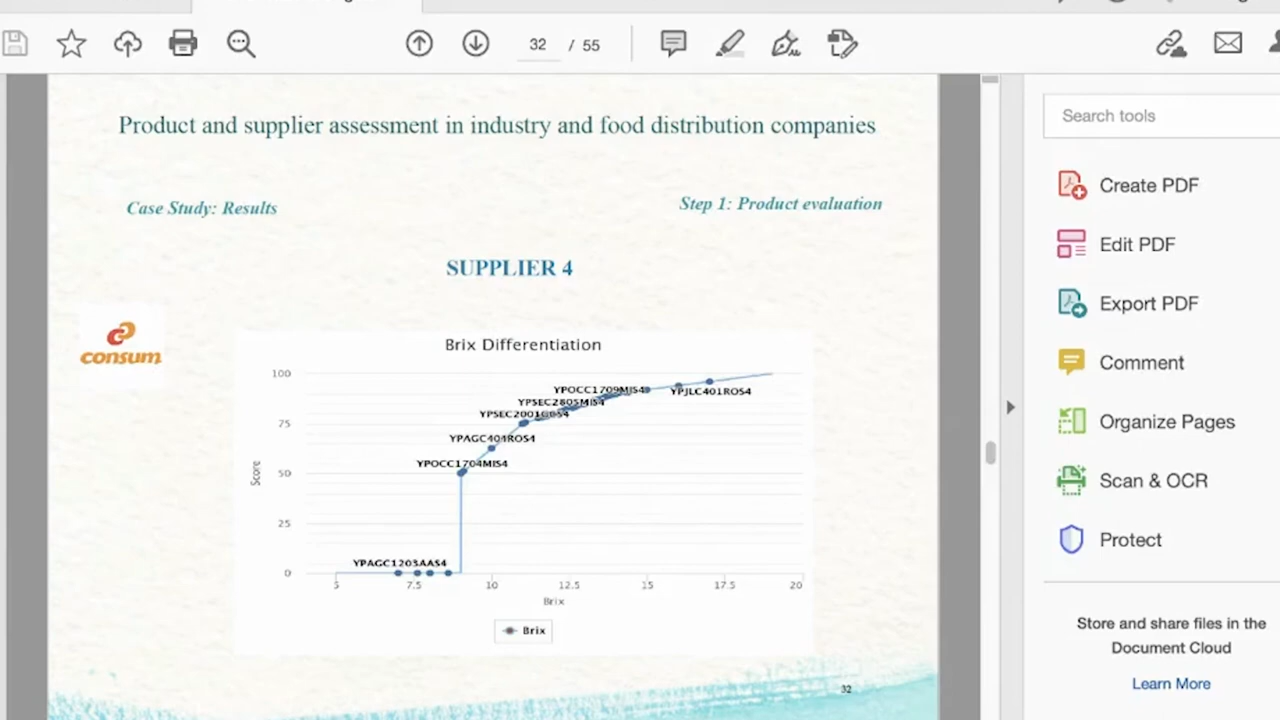 32 / 55
Product and supplier assessment in industry and food distribution companies
Case Study: Results
Step 1: Product evaluation
SUPPLIER 4
consum
Brix Differentiation
100
75
50
25
0
Score
YPOCC1709MIS4
YPJLC401ROS4
YPSEC2805MIS4
YPAGC401ROS4
YPOCC1704MIS4
YPAGC1203AAS4
5
7.5
10
12.5
15
17.5
20
Brix
Brix
32
Search tools
Create PDF
Edit PDF
Export PDF
Comment
Organize Pages
Scan & OCR
Protect
Store and share files in the
Document Cloud
Learn More